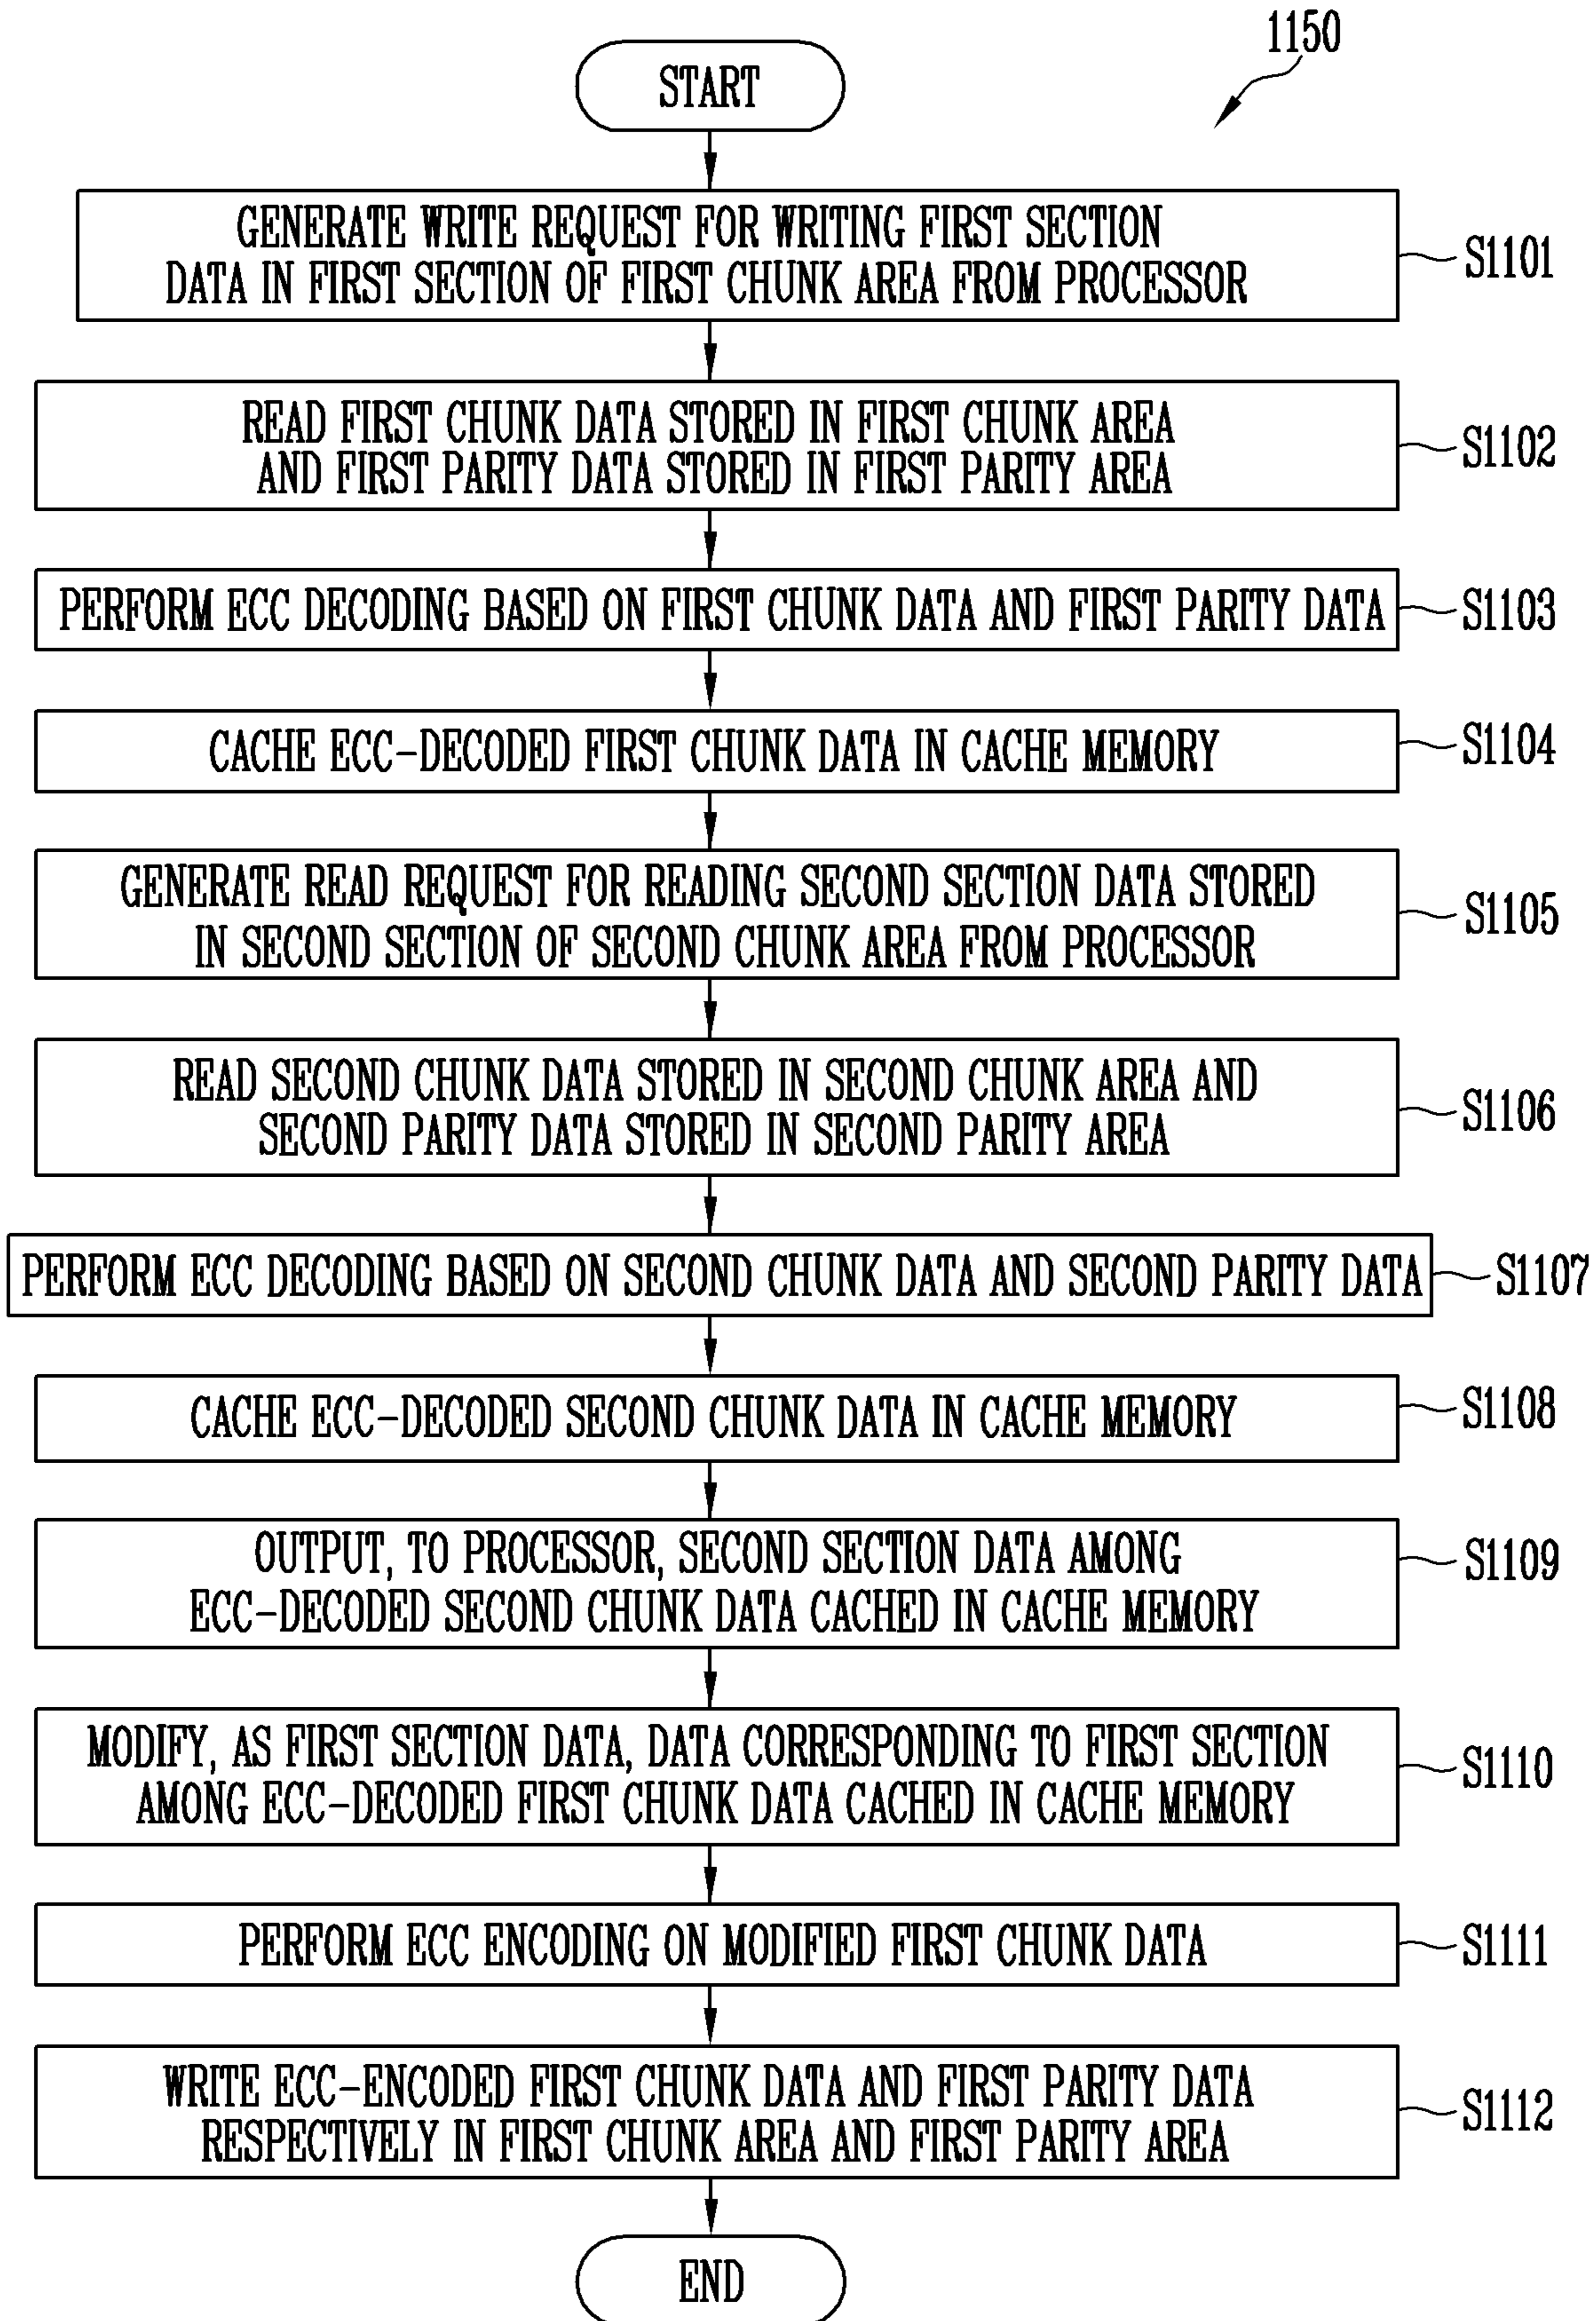 1150
START
GENERATE WRITE REQUEST FOR WRITING FIRST SECTION
DATA IN FIRST SECTION OF FIRST CHUNK AREA FROM PROCESSOR
S1101
READ FIRST CHUNK DATA STORED IN FIRST CHUNK AREA
AND FIRST PARITY DATA STORED IN FIRST PARITY AREA
S1102
PERFORM ECC DECODING BASED ON FIRST CHUNK DATA AND FIRST PARITY DATA
S1103
CACHE ECC-DECODED FIRST CHUNK DATA IN CACHE MEMORY
S1104
GENERATE READ REQUEST FOR READING SECOND SECTION DATA STORED
IN SECOND SECTION OF SECOND CHUNK AREA FROM PROCESSOR
S1105
READ SECOND CHUNK DATA STORED IN SECOND CHUNK AREA AND
SECOND PARITY DATA STORED IN SECOND PARITY AREA
S1106
PERFORM ECC DECODING BASED ON SECOND CHUNK DATA AND SECOND PARITY DATA
S1107
CACHE ECC-DECODED SECOND CHUNK DATA IN CACHE MEMORY
S1108
OUTPUT, TO PROCESSOR, SECOND SECTION DATA AMONG
ECC-DECODED SECOND CHUNK DATA CACHED IN CACHE MEMORY
S1109
MODIFY, AS FIRST SECTION DATA, DATA CORRESPONDING TO FIRST SECTION
AMONG ECC-DECODED FIRST CHUNK DATA CACHED IN CACHE MEMORY
S1110
PERFORM ECC ENCODING ON MODIFIED FIRST CHUNK DATA
S1111
WRITE ECC-ENCODED FIRST CHUNK DATA AND FIRST PARITY DATA
RESPECTIVELY IN FIRST CHUNK AREA AND FIRST PARITY AREA
S1112
END